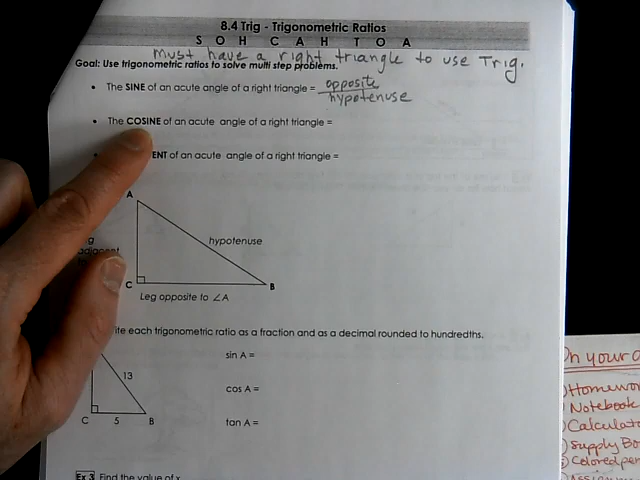 8.4 Trig - Trigonometric Ratios
S O H C A H T O A
must have a right triangle to use Trig.
Goal: Use trigonometric ratios to solve multi step problems.
• The SINE of an acute angle of a right triangle = opposite
hypotenuse
• The COSINE of an acute angle of a right triangle =
ENT of an acute angle of a right triangle =
A
g
hypotenuse
adjacent
C
B
Leg opposite to ∠A
ite each trigonometric ratio as a fraction and as a decimal rounded to hundredths.
sin A =
13
cos A =
C 5 B
tan A =
Ex 3 Find the value of x
On your
Homewor
Notebook
Calculat
Supply Bo
Colored pen